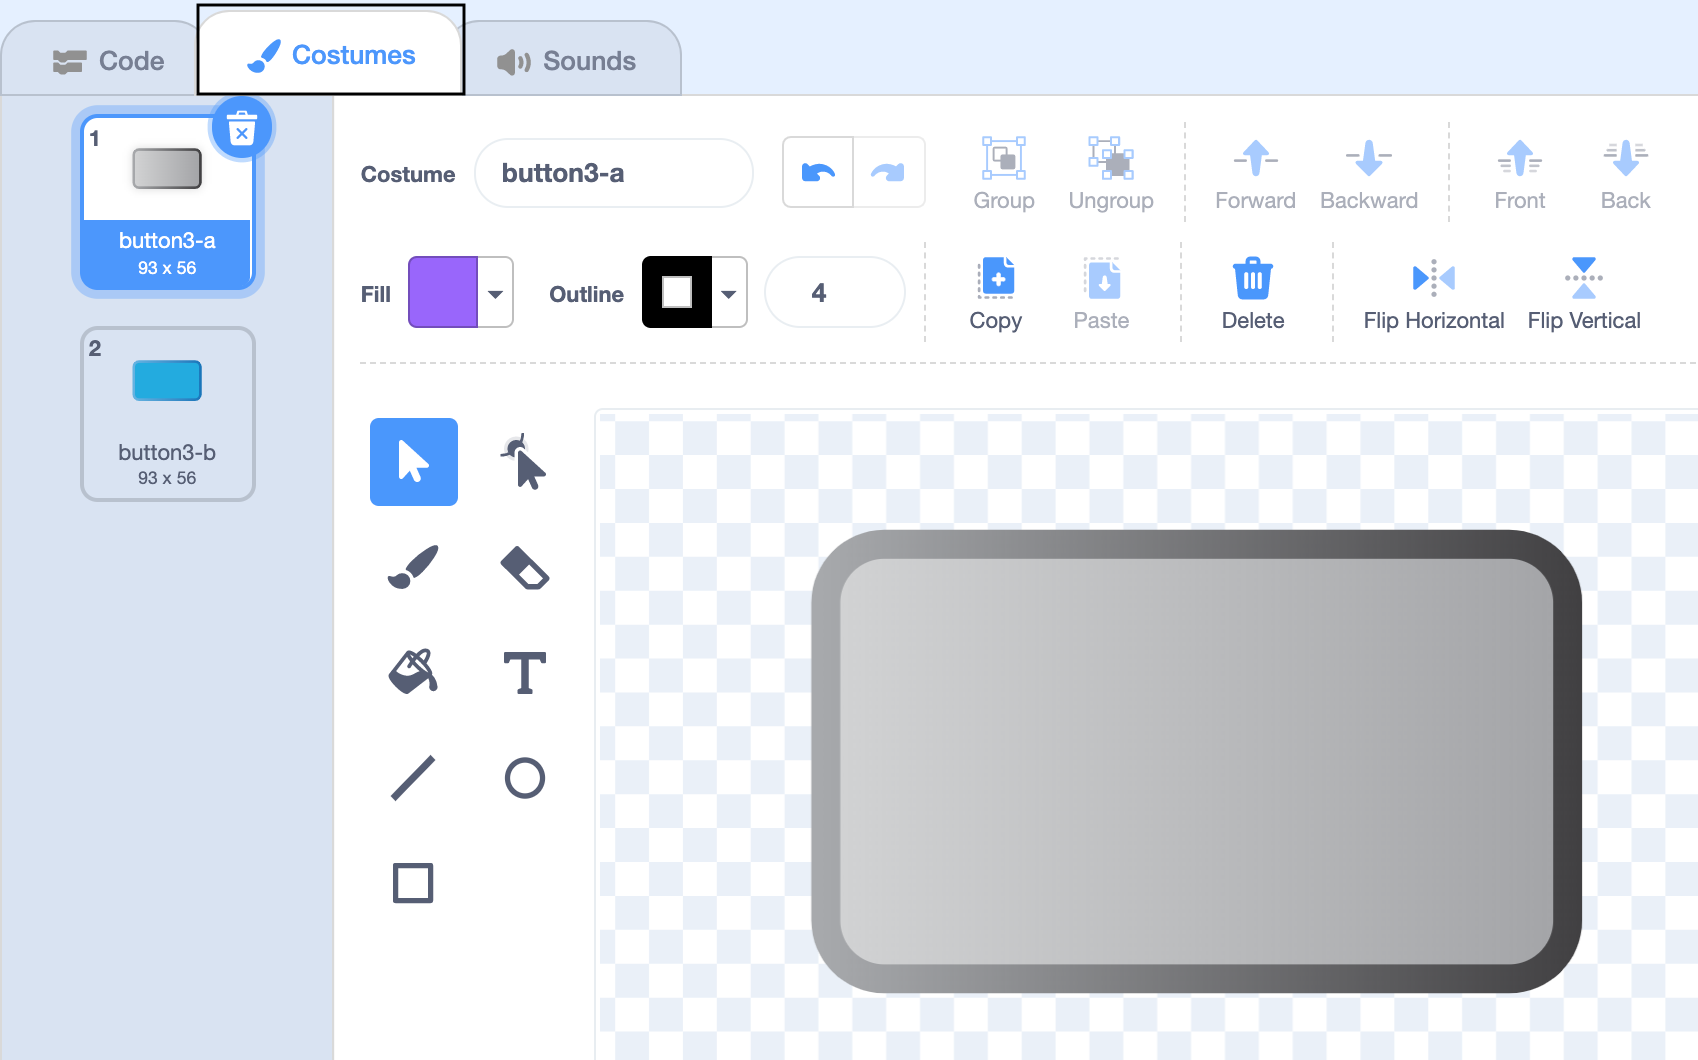 Code
Costumes
Sounds
1
button3-a
93 x 56
2
button3-b
93 x 56
Costume
button3-a
Group
Ungroup
Forward
Backward
Front
Back
Fill
Outline
4
Copy
Paste
Delete
Flip Horizontal
Flip Vertical
T